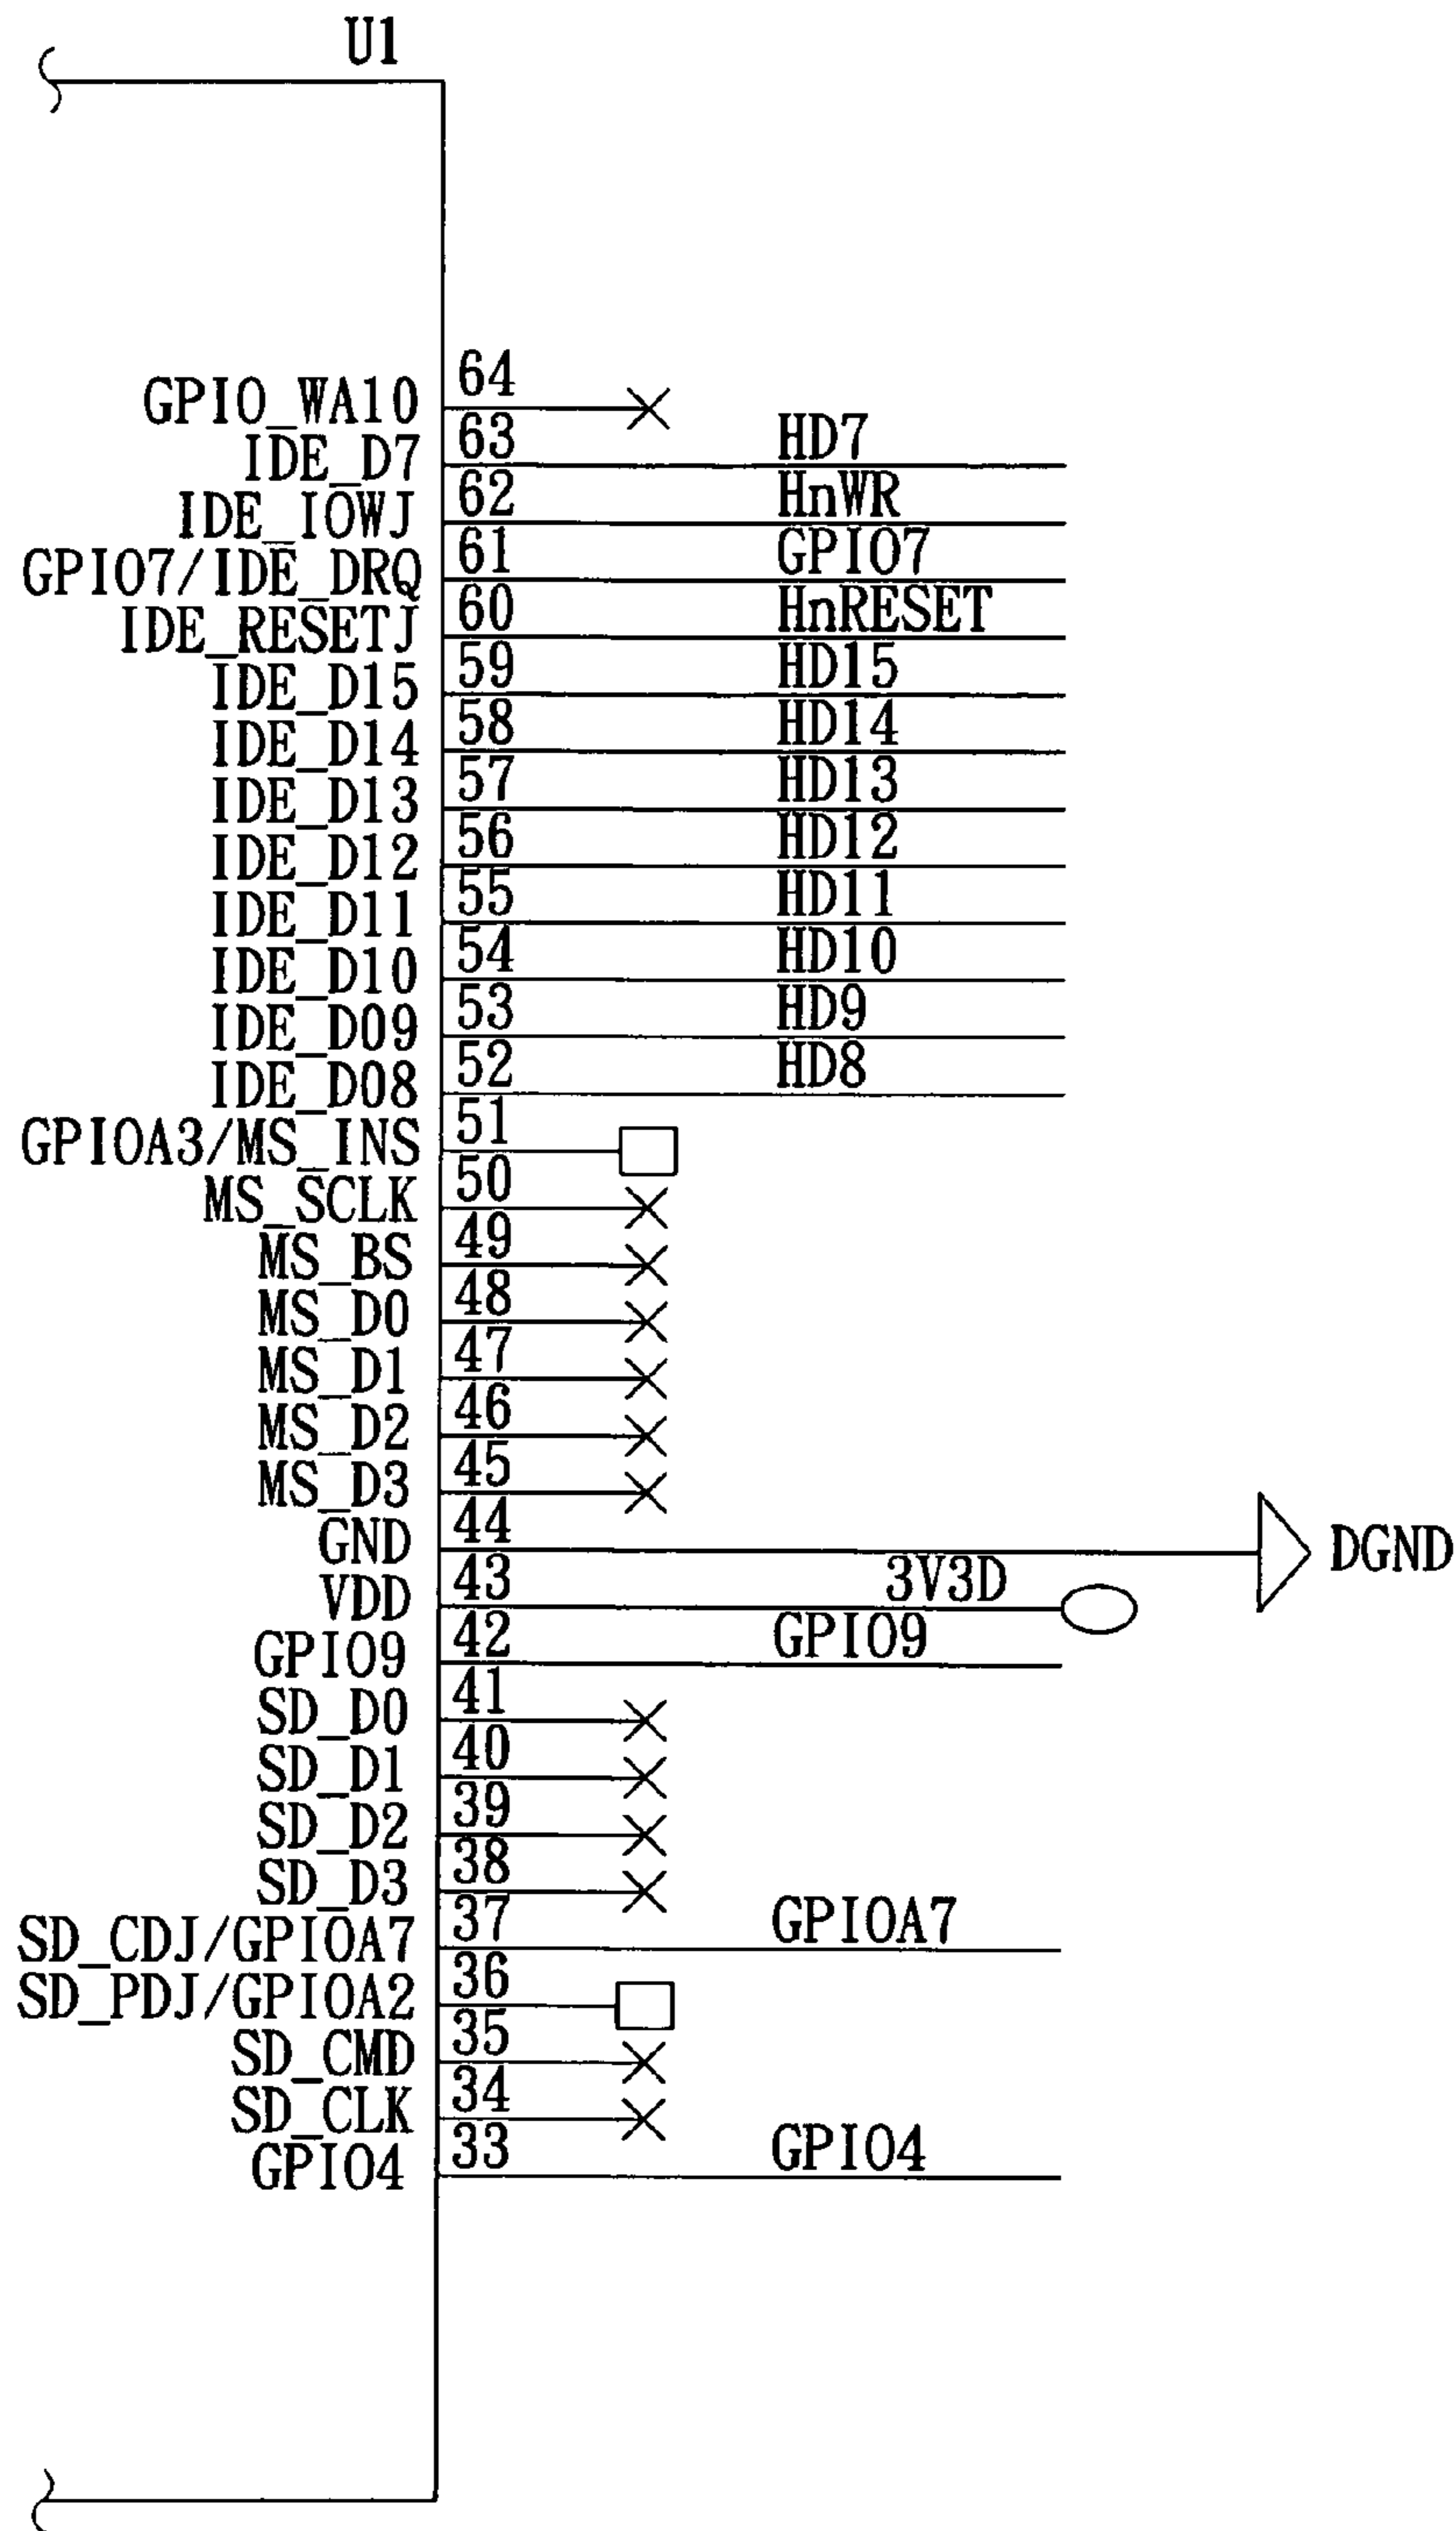 U1
GPIO_WA10 64
IDE_D7 63 HD7
IDE_IOWJ 62 HnWR
GPIO7/IDE_DRQ 61 GPIO7
IDE_RESETJ 60 HnRESET
IDE_D15 59 HD15
IDE_D14 58 HD14
IDE_D13 57 HD13
IDE_D12 56 HD12
IDE_D11 55 HD11
IDE_D10 54 HD10
IDE_D09 53 HD9
IDE_D08 52 HD8
GPIOA3/MS_INS 51
MS_SCLK 50
MS_BS 49
MS_D0 48
MS_D1 47
MS_D2 46
MS_D3 45
GND 44 DGND
VDD 43 3V3D
GPIO9 42 GPIO9
SD_D0 41
SD_D1 40
SD_D2 39
SD_D3 38
SD_CDJ/GPIOA7 37 GPIOA7
SD_PDJ/GPIOA2 36
SD_CMD 35
SD_CLK 34
GPIO4 33 GPIO4